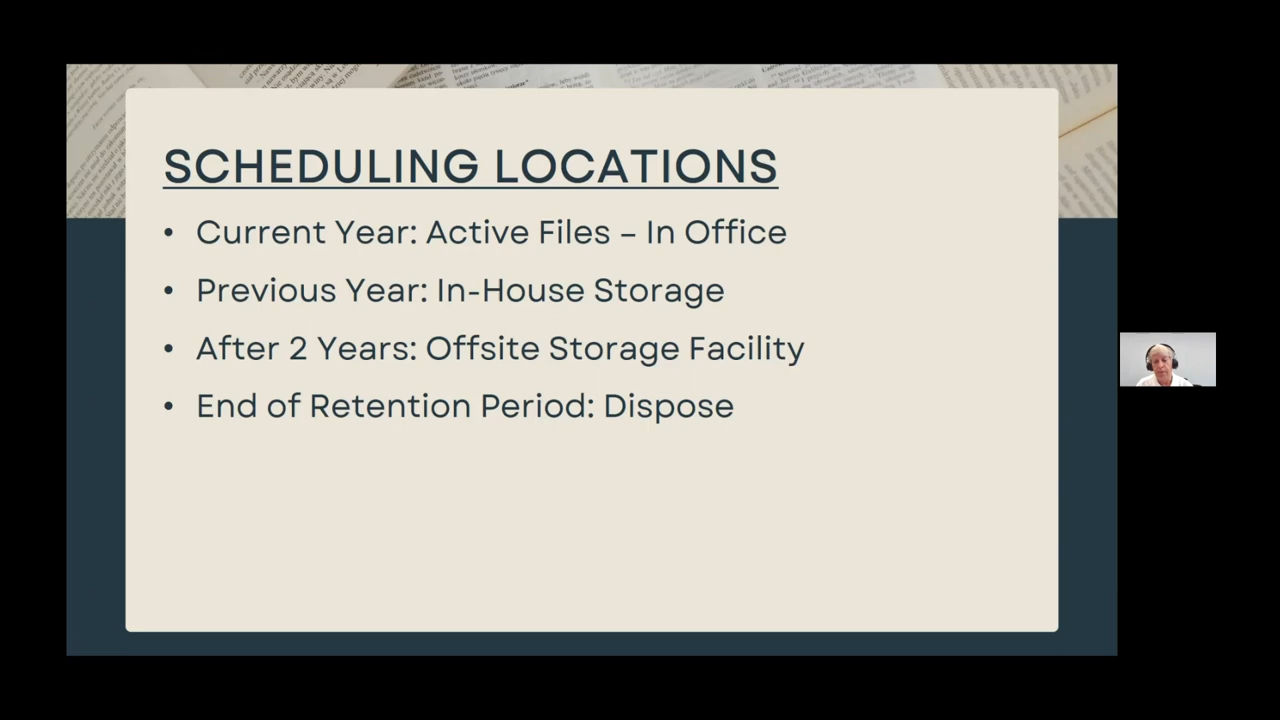 SCHEDULING LOCATIONS
• Current Year: Active Files – In Office
• Previous Year: In-House Storage
• After 2 Years: Offsite Storage Facility
• End of Retention Period: Dispose